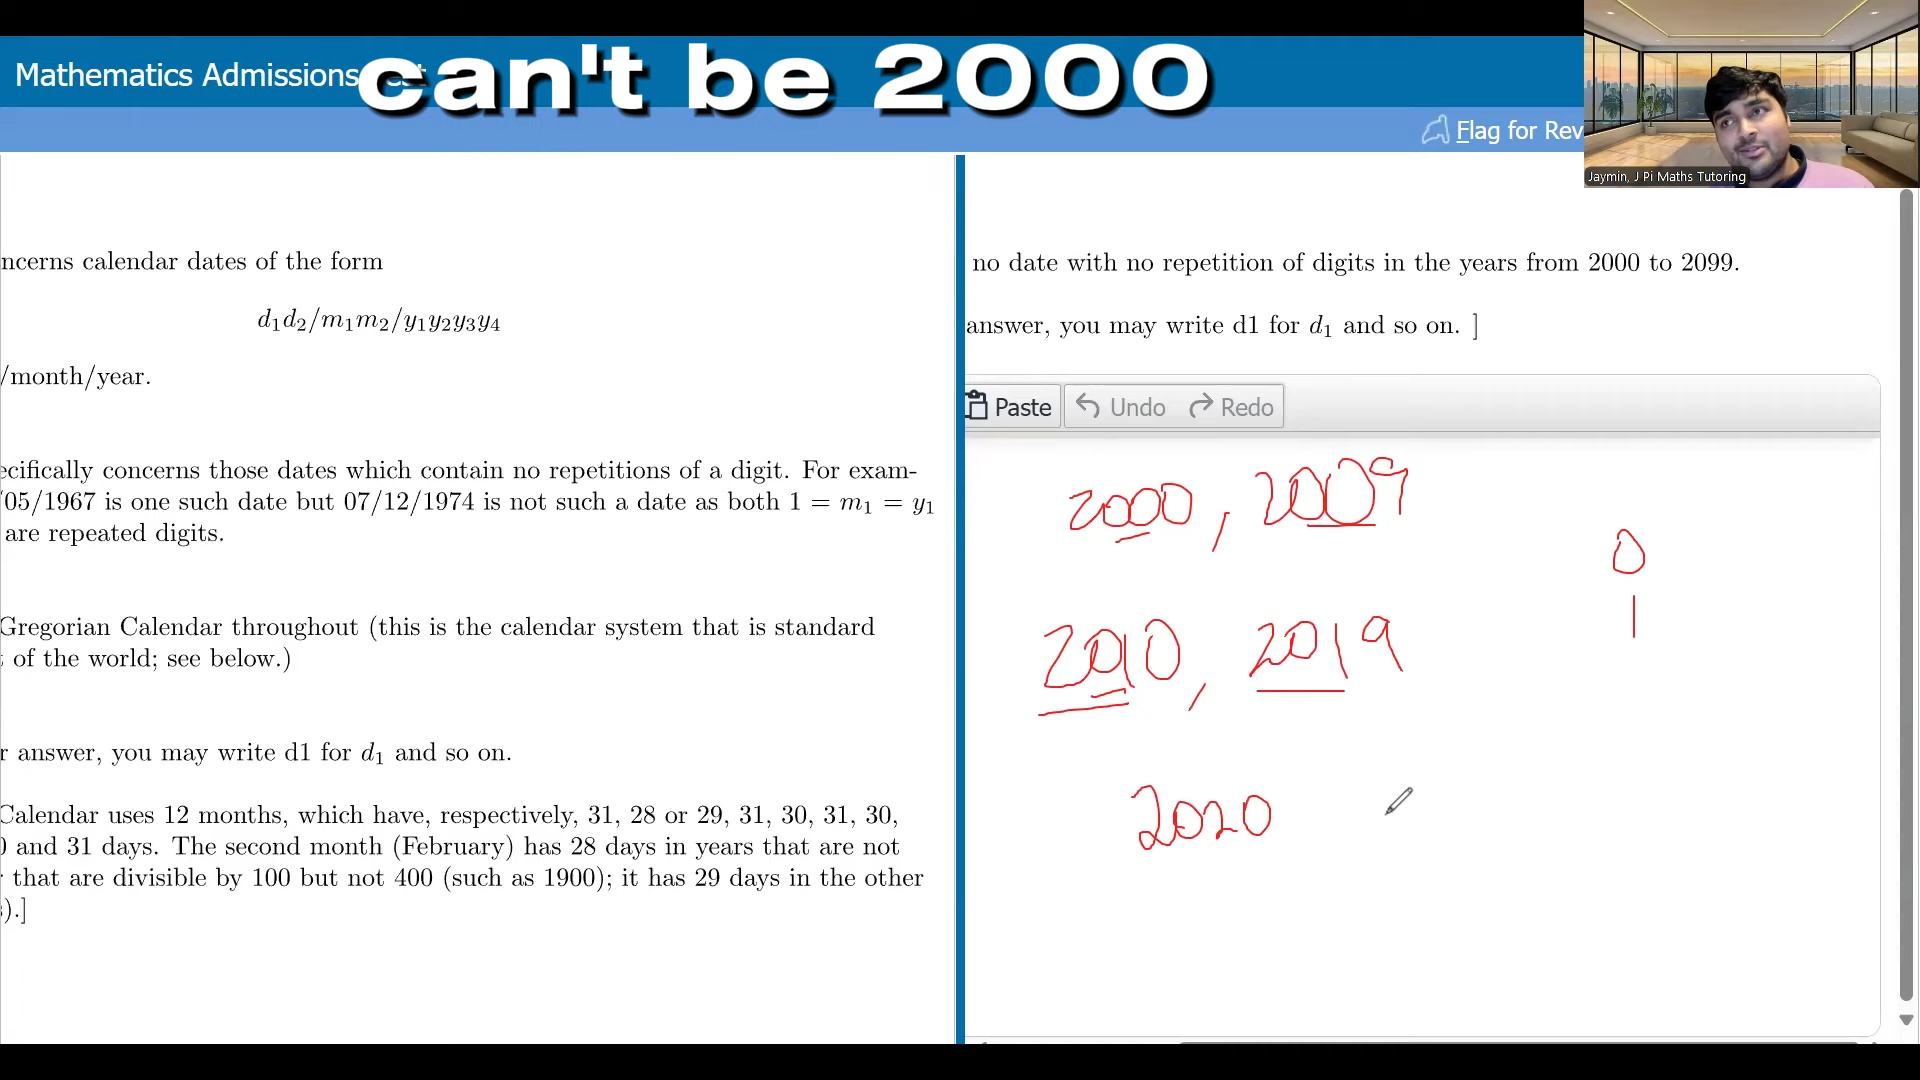 Mathematics Admissions
can't be 2000
Flag for Rev
Jaymin, J Pi Maths Tutoring
ncerns calendar dates of the form
d₁d₂/m₁m₂/y₁y₂y₃y₄
/month/year.
ecifically concerns those dates which contain no repetitions of a digit. For exam-
/05/1967 is one such date but 07/12/1974 is not such a date as both 1 = m₁ = y₁
are repeated digits.
Gregorian Calendar throughout (this is the calendar system that is standard
of the world; see below.)
r answer, you may write d1 for d₁ and so on.
Calendar uses 12 months, which have, respectively, 31, 28 or 29, 31, 30, 31, 30,
and 31 days. The second month (February) has 28 days in years that are not
that are divisible by 100 but not 400 (such as 1900); it has 29 days in the other
).]
no date with no repetition of digits in the years from 2000 to 2099.
answer, you may write d1 for d₁ and so on. ]
Paste Undo Redo
2000, 2009
0
1
2010, 2019
2020